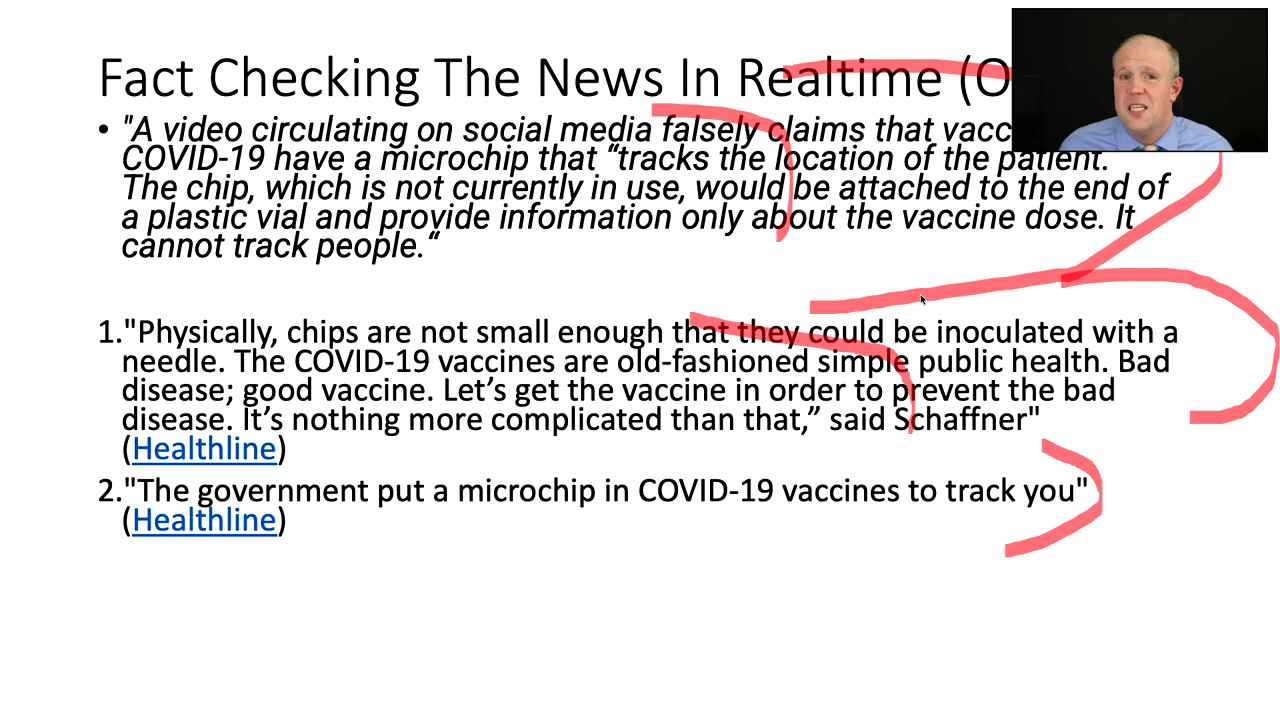 Fact Checking The News In Realtime (O
• "A video circulating on social media falsely claims that vacc
COVID-19 have a microchip that “tracks the location of the patient.
The chip, which is not currently in use, would be attached to the end of
a plastic vial and provide information only about the vaccine dose. It
cannot track people.“
1."Physically, chips are not small enough that they could be inoculated with a
needle. The COVID-19 vaccines are old-fashioned simple public health. Bad
disease; good vaccine. Let’s get the vaccine in order to prevent the bad
disease. It’s nothing more complicated than that,” said Schaffner"
(Healthline)
2."The government put a microchip in COVID-19 vaccines to track you"
(Healthline)